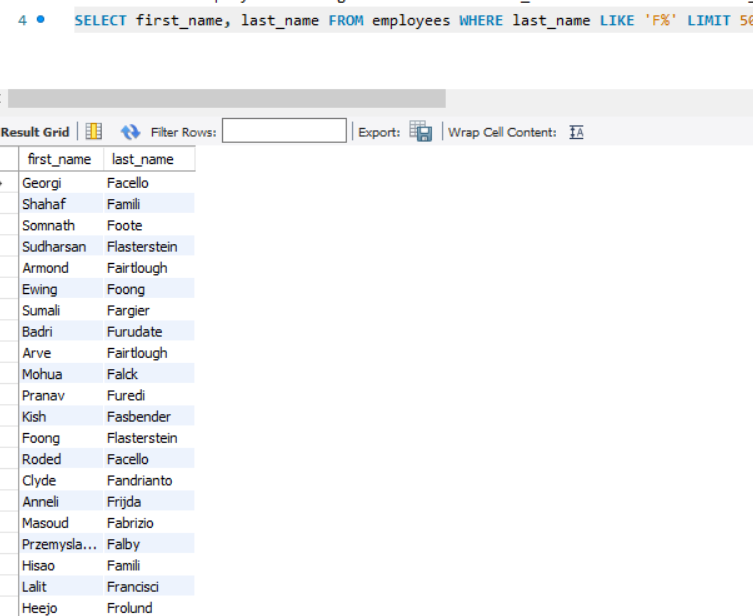 4 SELECT first_name, last_name FROM employees WHERE last_name LIKE 'F%' LIMIT 50
Result Grid Filter Rows: Export: Wrap Cell Content: IA
first_name last_name
Georgi Facello
Shahaf Famili
Somnath Foote
Sudharsan Flasterstein
Armond Fairtlough
Ewing Foong
Sumali Fargier
Badri Furudate
Arve Fairtlough
Mohua Falck
Pranav Furedi
Kish Fasbender
Foong Flasterstein
Roded Facello
Clyde Fandrianto
Anneli Frijda
Masoud Fabrizio
Przemysla... Falby
Hisao Famili
Lalit Francisci
Heejo Frolund